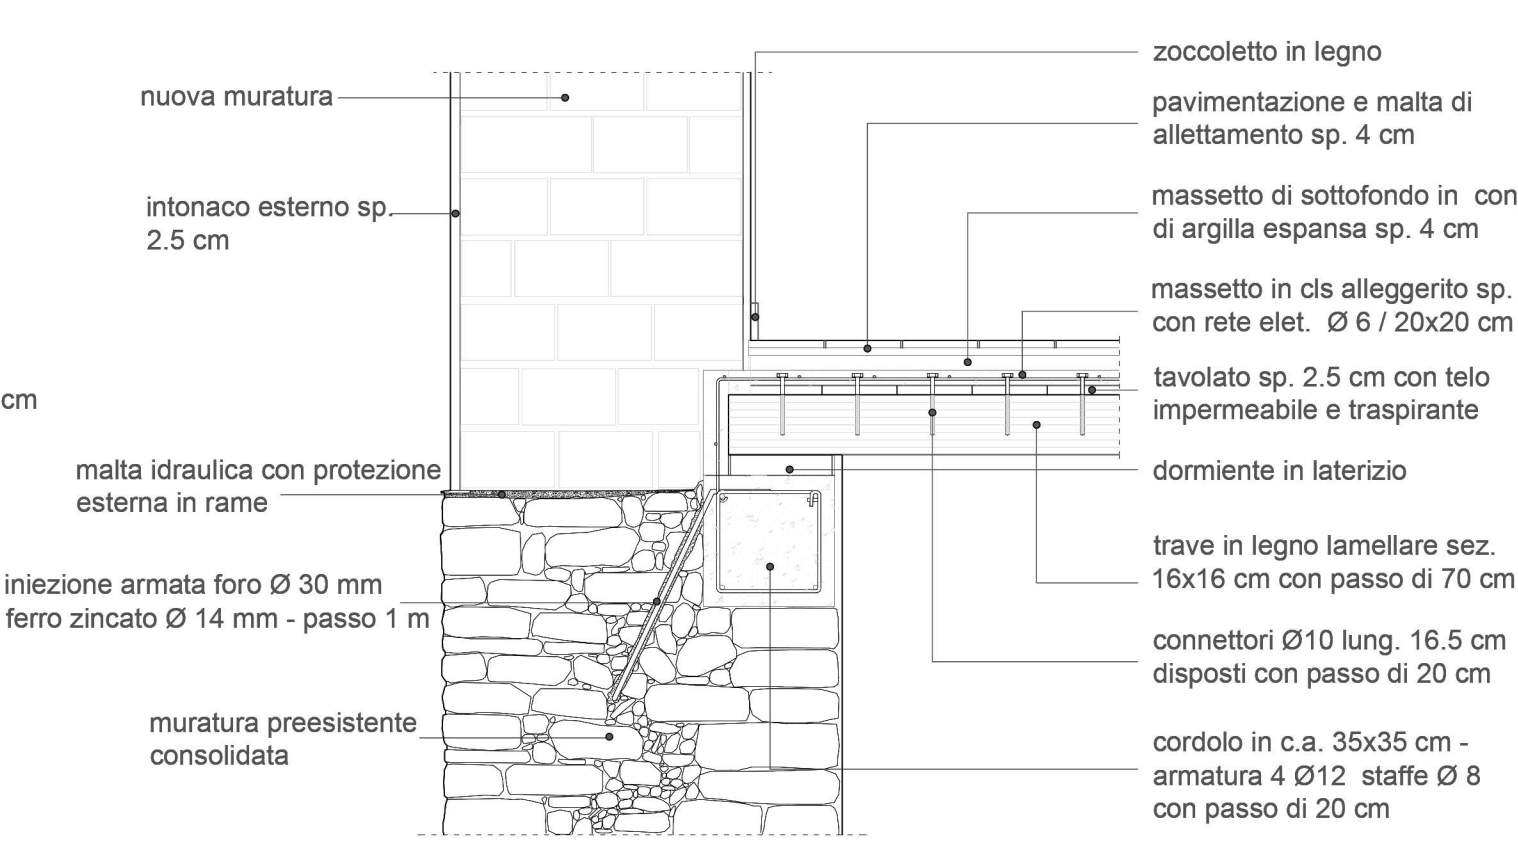 nuova muratura
intonaco esterno sp.
2.5 cm
cm
malta idraulica con protezione
esterna in rame
iniezione armata foro Ø 30 mm
ferro zincato Ø 14 mm - passo 1 m
muratura preesistente
consolidata
zoccoletto in legno
pavimentazione e malta di
allettamento sp. 4 cm
massetto di sottofondo in con
di argilla espansa sp. 4 cm
massetto in cls alleggerito sp.
con rete elet. Ø 6 / 20x20 cm
tavolato sp. 2.5 cm con telo
impermeabile e traspirante
dormiente in laterizio
trave in legno lamellare sez.
16x16 cm con passo di 70 cm
connettori Ø10 lung. 16.5 cm
disposti con passo di 20 cm
cordolo in c.a. 35x35 cm -
armatura 4 Ø12 staffe Ø 8
con passo di 20 cm